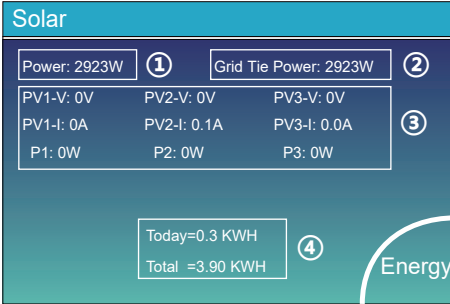 Solar
Power: 2923W ① Grid Tie Power: 2923W ②
PV1-V: 0V PV2-V: 0V PV3-V: 0V
PV1-I: 0A PV2-I: 0.1A PV3-I: 0.0A ③
P1: 0W P2: 0W P3: 0W
Today=0.3 KWH
④
Total =3.90 KWH
Energy